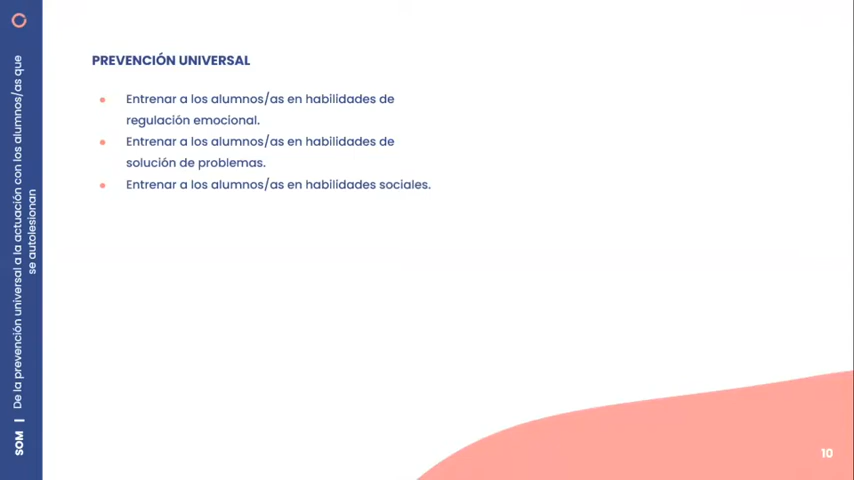 PREVENCIÓN UNIVERSAL
Entrenar a los alumnos/as en habilidades de
regulación emocional.
Entrenar a los alumnos/as en habilidades de
solución de problemas.
Entrenar a los alumnos/as en habilidades sociales.
SOM | De la prevención universal a la actuación con los alumnos/as que
se autolesionan
10